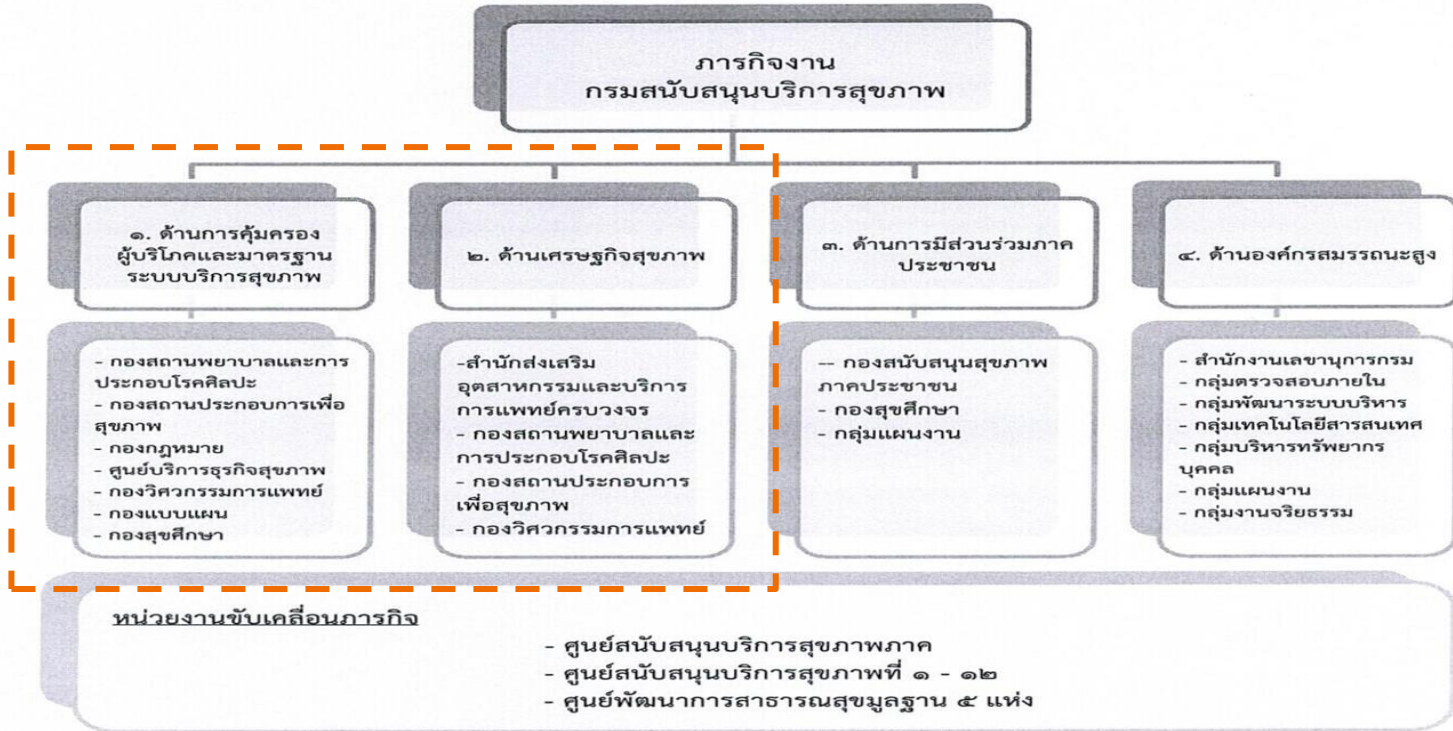 ภารกิจงาน
กรมสนับสนุนบริการสุขภาพ
๑. ด้านการคุ้มครอง
ผู้บริโภคและมาตรฐาน
ระบบบริการสุขภาพ
- กองสถานพยาบาลและการ
ประกอบโรคศิลปะ
- กองสถานประกอบการเพื่อ
สุขภาพ
- กองกฎหมาย
- ศูนย์บริการธุรกิจสุขภาพ
- กองวิศวกรรมการแพทย์
- กองแบบแผน
- กองสุขศึกษา
๒. ด้านเศรษฐกิจสุขภาพ
-สำนักส่งเสริม
อุตสาหกรรมและบริการ
การแพทย์ครบวงจร
- กองสถานพยาบาลและ
การประกอบโรคศิลปะ
- กองสถานประกอบการ
เพื่อสุขภาพ
- กองวิศวกรรมการแพทย์
๓. ด้านการมีส่วนร่วมภาค
ประชาชน
-- กองสนับสนุนสุขภาพ
ภาคประชาชน
- กองสุขศึกษา
- กลุ่มแผนงาน
๔. ด้านองค์กรสมรรถนะสูง
- สำนักงานเลขานุการกรม
- กลุ่มตรวจสอบภายใน
- กลุ่มพัฒนาระบบบริหาร
- กลุ่มเทคโนโลยีสารสนเทศ
- กลุ่มบริหารทรัพยากร
บุคคล
- กลุ่มแผนงาน
- กลุ่มงานจริยธรรม
หน่วยงานขับเคลื่อนภารกิจ
- ศูนย์สนับสนุนบริการสุขภาพภาค
- ศูนย์สนับสนุนบริการสุขภาพที่ ๑ - ๑๒
- ศูนย์พัฒนาการสาธารณสุขมูลฐาน ๕ แห่ง